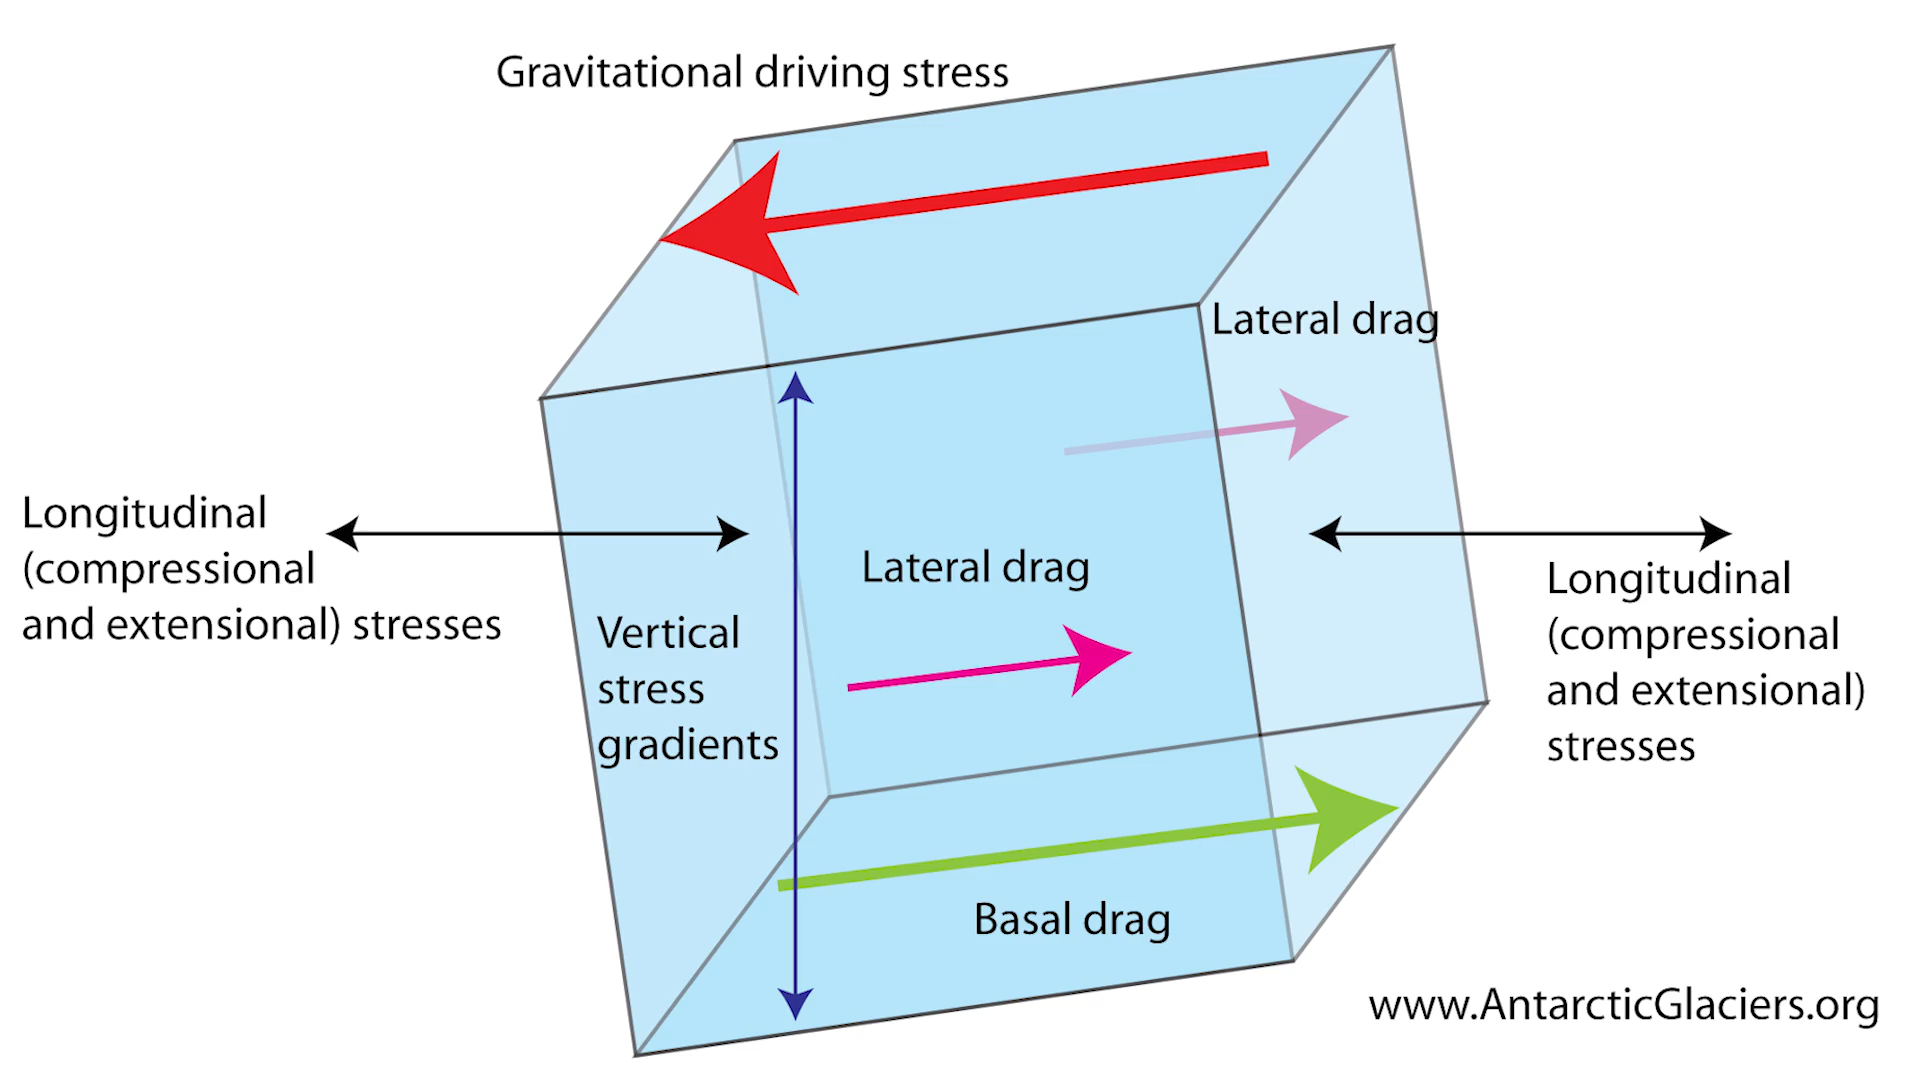 Gravitational driving stress
Lateral drag
Longitudinal
(compressional
and extensional) stresses
Lateral drag
Vertical
stress
gradients
Longitudinal
(compressional
and extensional)
stresses
Basal drag
www.AntarcticGlaciers.org